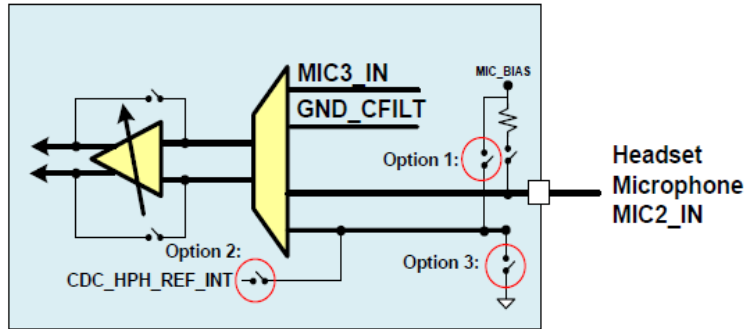 MIC3_IN
MIC_BIAS
GND_CFILT
Option 1:
Headset
Microphone
MIC2_IN
Option 2:
CDC_HPH_REF_INT
Option 3: